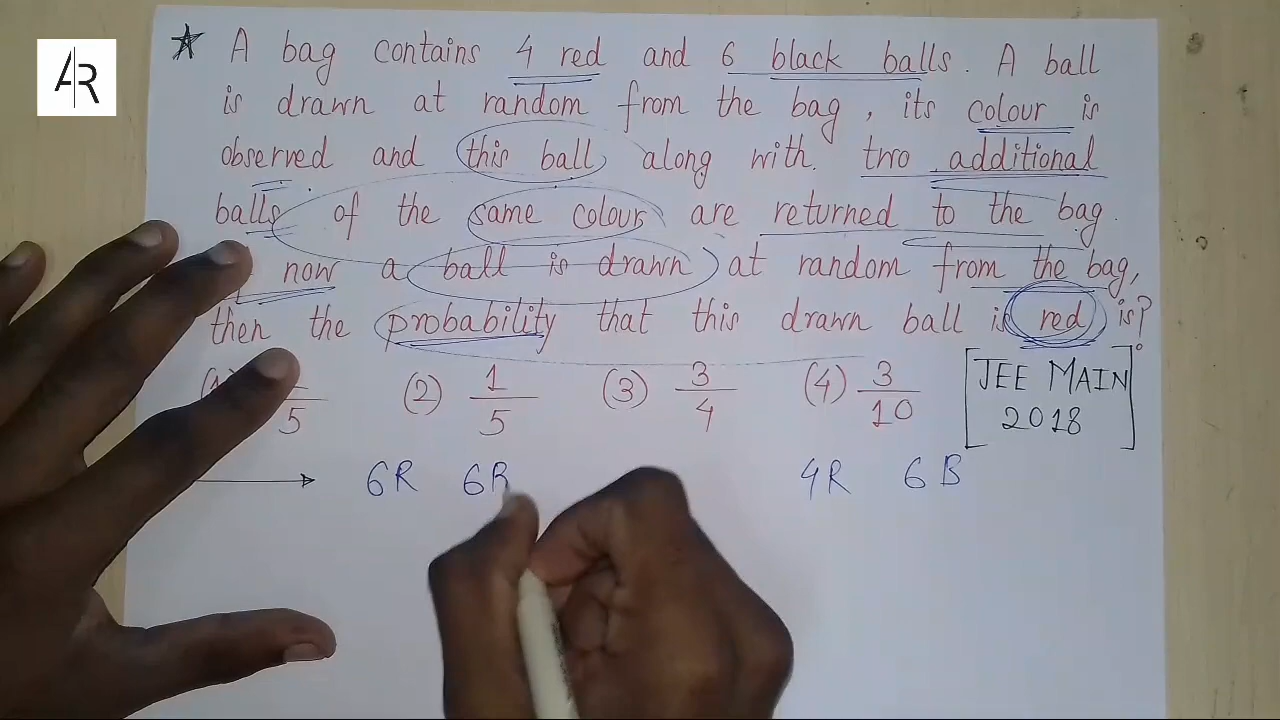 AR
★ A bag contains 4 red and 6 black balls. A ball
is drawn at random from the bag, its colour is
observed and this ball along with. two additional
balls of the same colour are returned to the bag.
now a ball is drawn at random from the bag,
then the probability that this drawn ball is red is?
5 (2) 1/5 (3) 3/4 (4) 3/10
[JEE MAIN
2018]
6R 6B 4R 6B